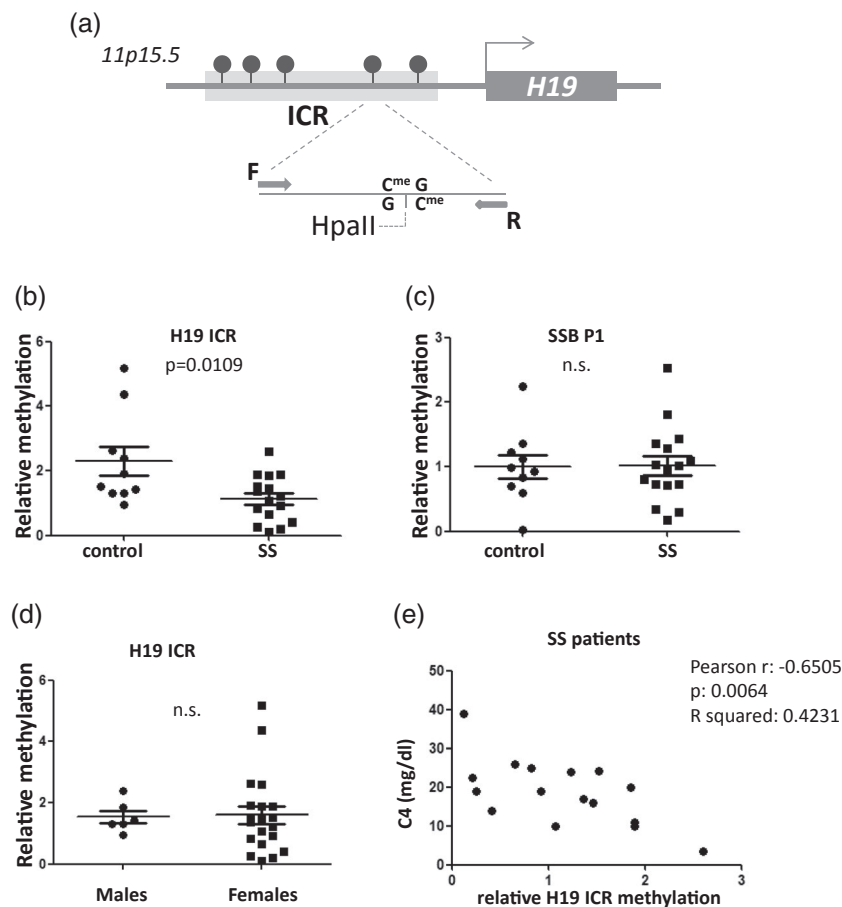 (a)
11p15.5
H19
ICR
F
Cme G
G Cme
HpaII
R
(b)
H19 ICR
p=0.0109
Relative methylation
6
4
2
0
control SS
(c)
SSB P1
n.s.
Relative methylation
3
2
1
0
control SS
(d)
H19 ICR
n.s.
Relative methylation
6
4
2
0
Males Females
(e)
SS patients
Pearson r: -0.6505
p: 0.0064
R squared: 0.4231
C4 (mg/dl)
50
40
30
20
10
0
0 1 2 3
relative H19 ICR methylation